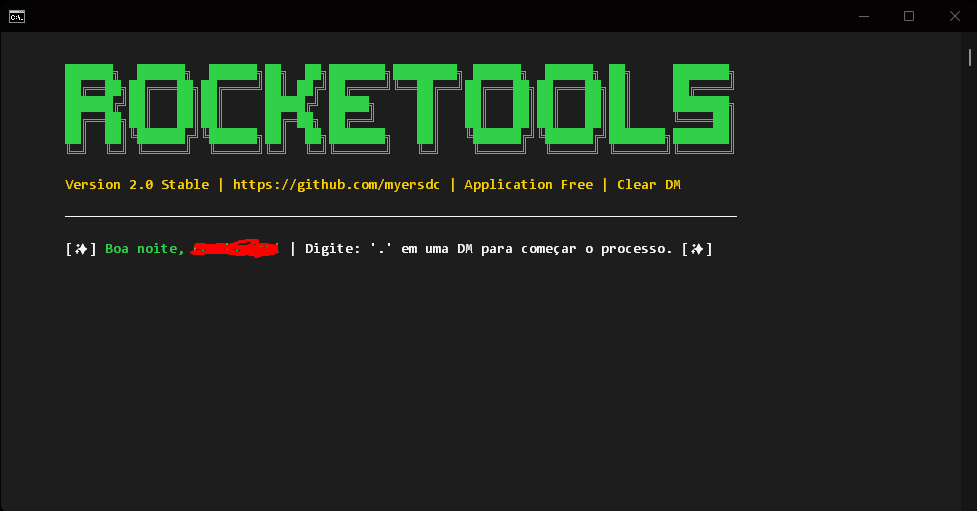 ROCKETOOLS
Version 2.0 Stable | https://github.com/myersdc | Application Free | Clear DM
[✨] Boa noite, | Digite: '.' em uma DM para começar o processo. [✨]